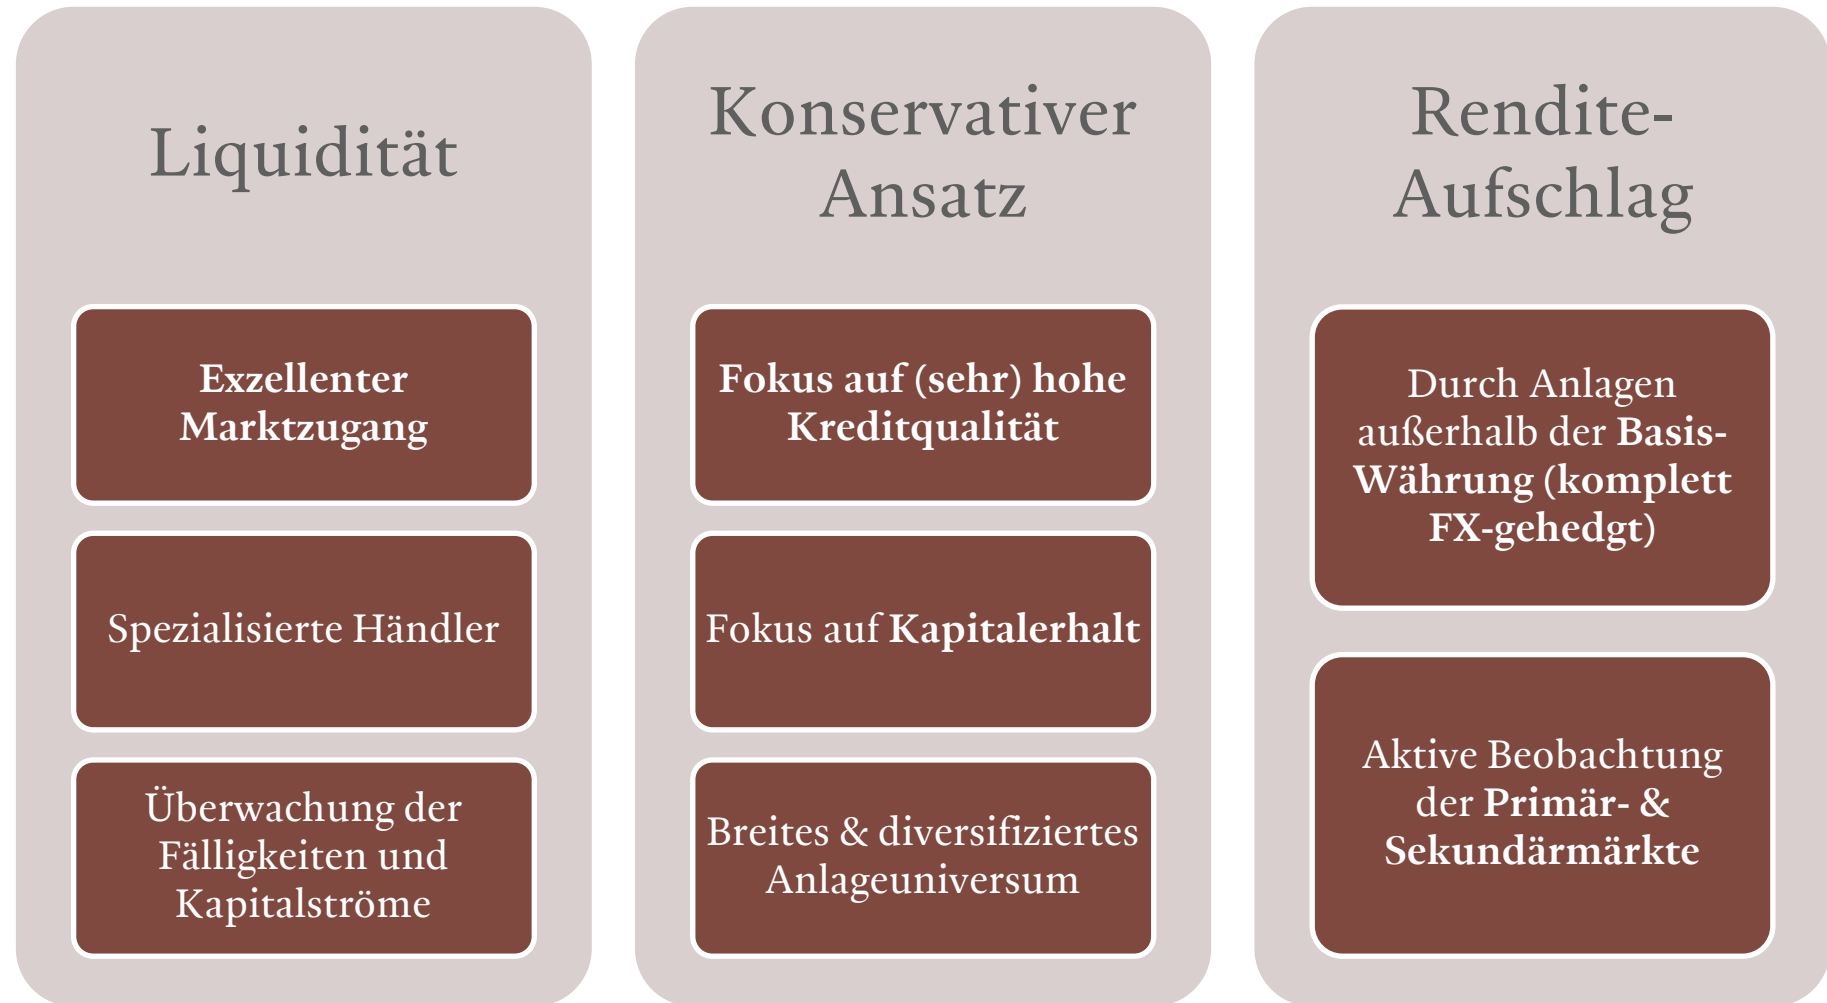 Liquidität
Exzellenter
Marktzugang
Spezialisierte Händler
Überwachung der
Fälligkeiten und
Kapitalströme
Konservativer
Ansatz
Fokus auf (sehr) hohe
Kreditqualität
Fokus auf Kapitalerhalt
Breites & diversifiziertes
Anlageuniversum
Rendite-
Aufschlag
Durch Anlagen
außerhalb der Basis-
Währung (komplett
FX-gehedgt)
Aktive Beobachtung
der Primär- &
Sekundärmärkte